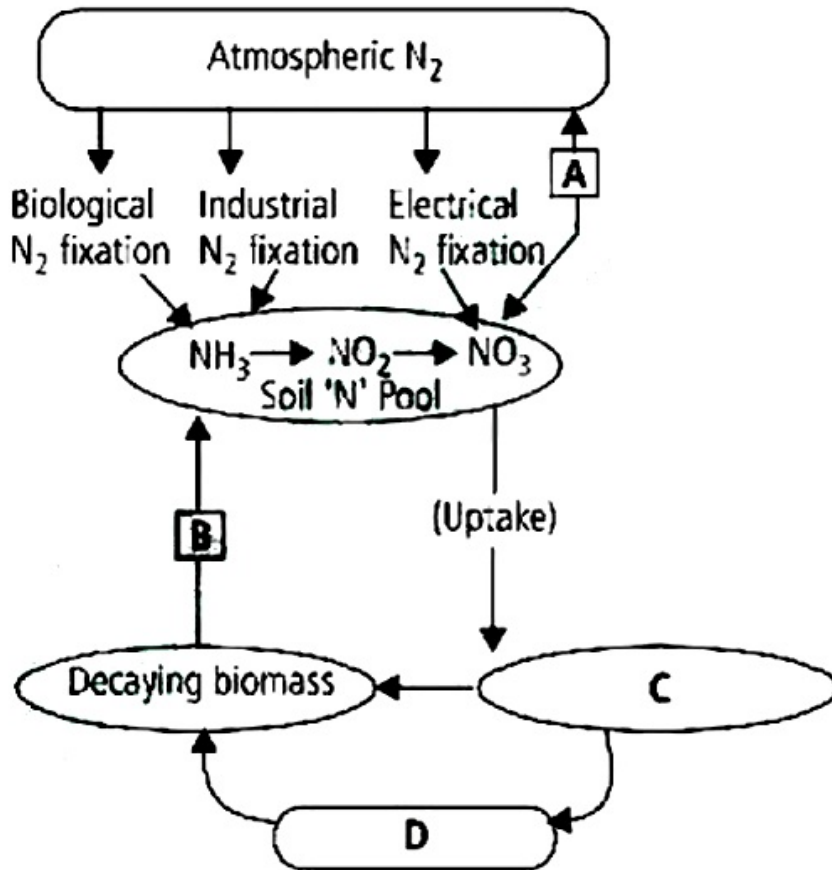 Atmospheric N₂
A
Biological Industrial Electrical
N₂ fixation N₂ fixation N₂ fixation
NH₃ NO₂ NO₃
Soil 'N' Pool
(Uptake)
B
Decaying biomass
C
D